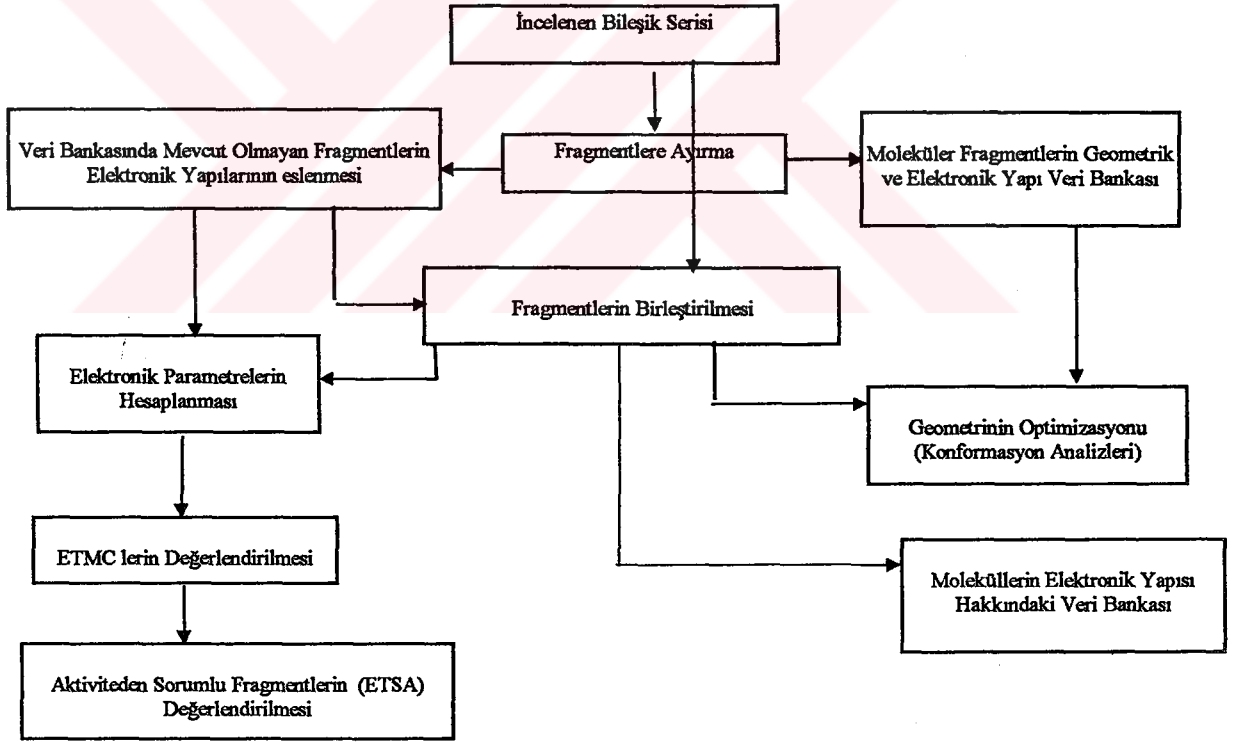 İncelenen Bileşik Serisi
Veri Bankasında Mevcut Olmayan Fragmentlerin
Elektronik Yapılarının eslenmesi
Fragmentlere Ayırma
Moleküler Fragmentlerin Geometrik
ve Elektronik Yapı Veri Bankası
Fragmentlerin Birleştirilmesi
Elektronik Parametrelerin
Hesaplanması
Geometrinin Optimizasyonu
(Konformasyon Analizleri)
ETMC lerin Değerlendirilmesi
Moleküllerin Elektronik Yapısı
Hakkındaki Veri Bankası
Aktiviteden Sorumlu Fragmentlerin (ETSA)
Değerlendirilmesi